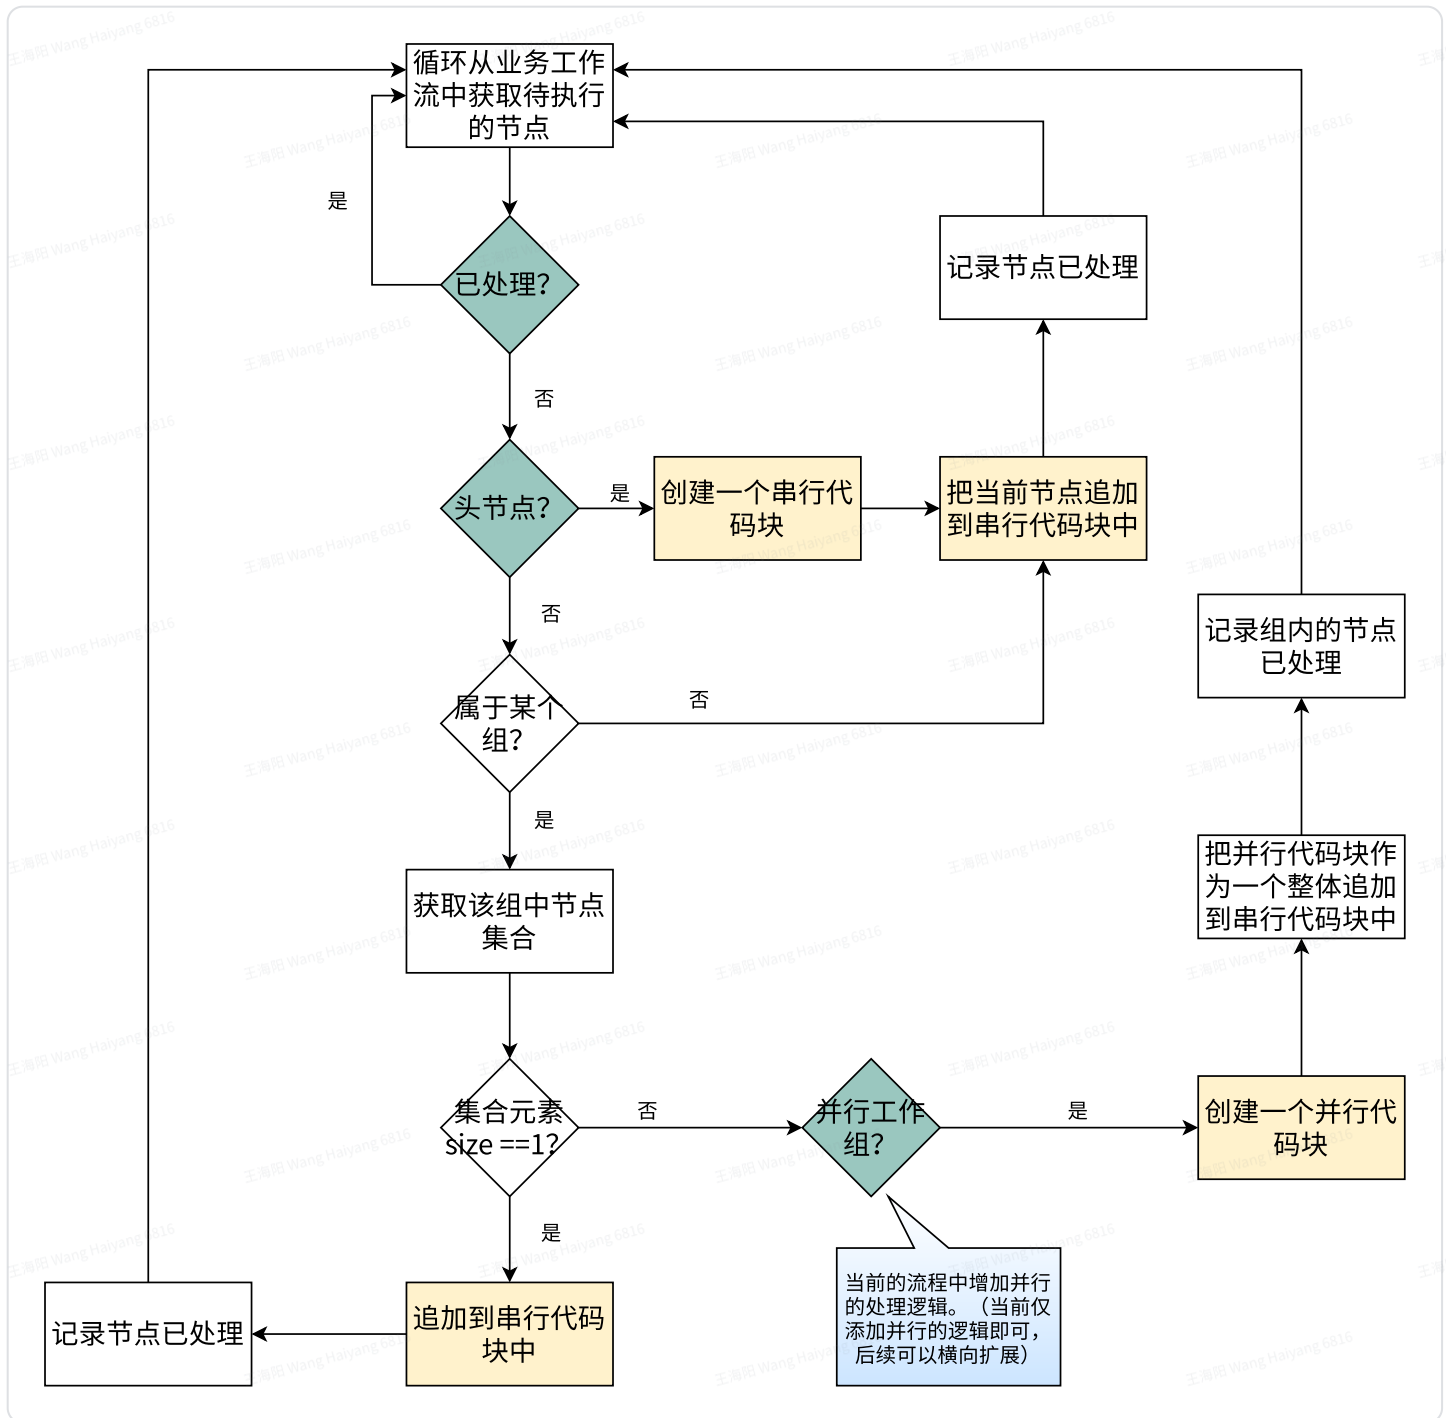 循环从业务工作
流中获取待执行
的节点
是
已处理？
记录节点已处理
否
头节点？
是
创建一个串行代
码块
把当前节点追加
到串行代码块中
否
记录组内的节点
已处理
属于某个
组？
否
是
把并行代码块作
为一个整体追加
到串行代码块中
获取该组中节点
集合
集合元素
size ==1？
否
并行工作
组？
是
创建一个并行代
码块
是
当前的流程中增加并行
的处理逻辑。（当前仅
添加并行的逻辑即可，
后续可以横向扩展）
记录节点已处理
追加到串行代码
块中
王海阳 Wang Haiyang 6816